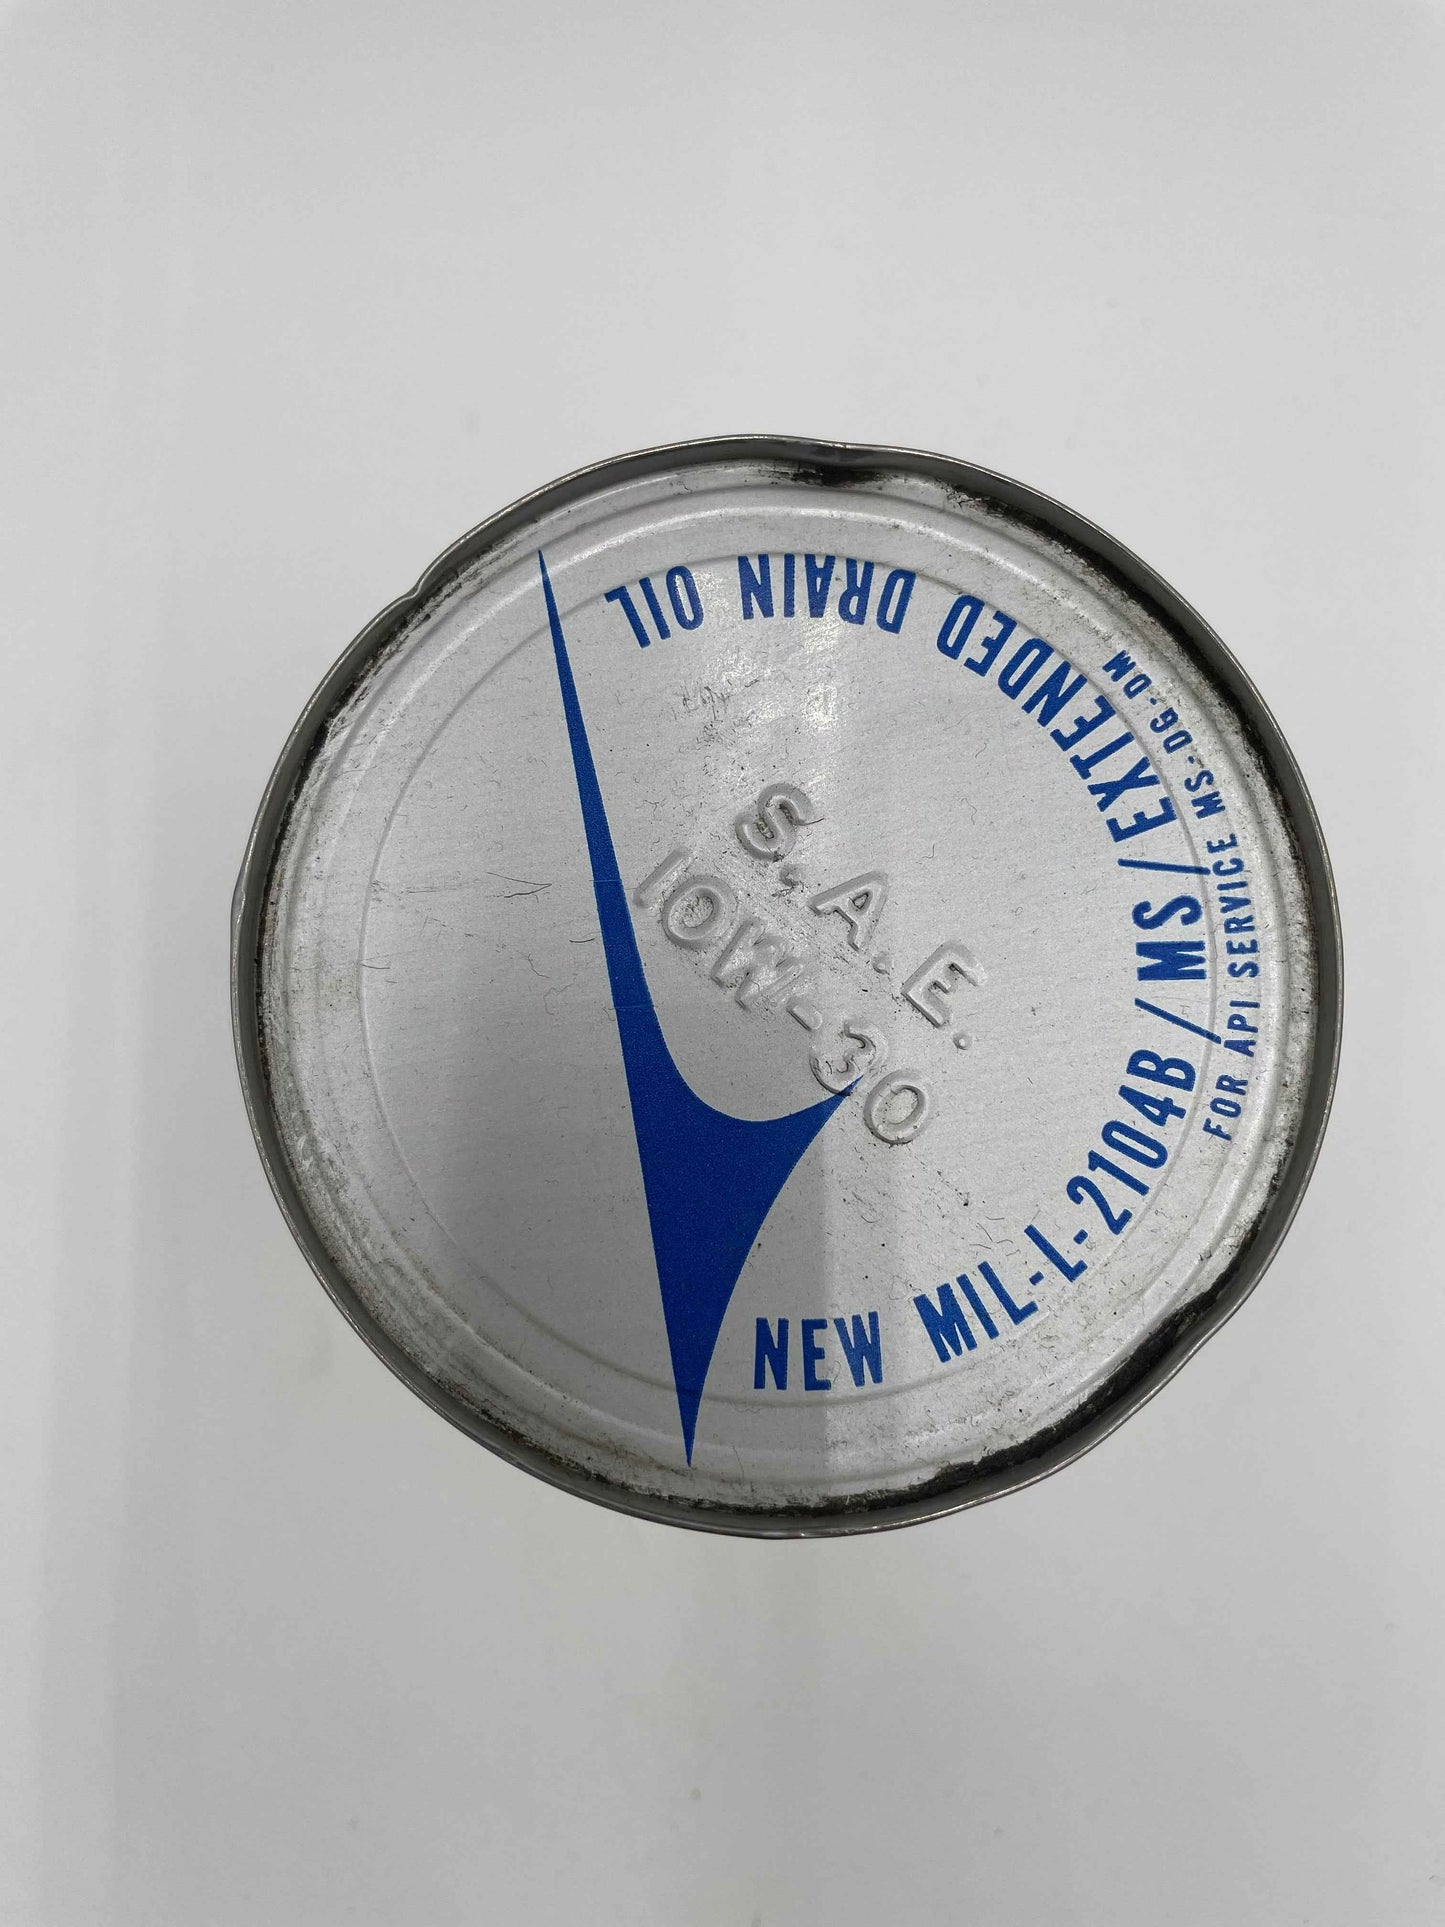 NEW MIL-L-2104B/MS/EXTENDED DRAIN OIL
FOR API SERVICE MS-DG-DM
S.A.E.
10W-30